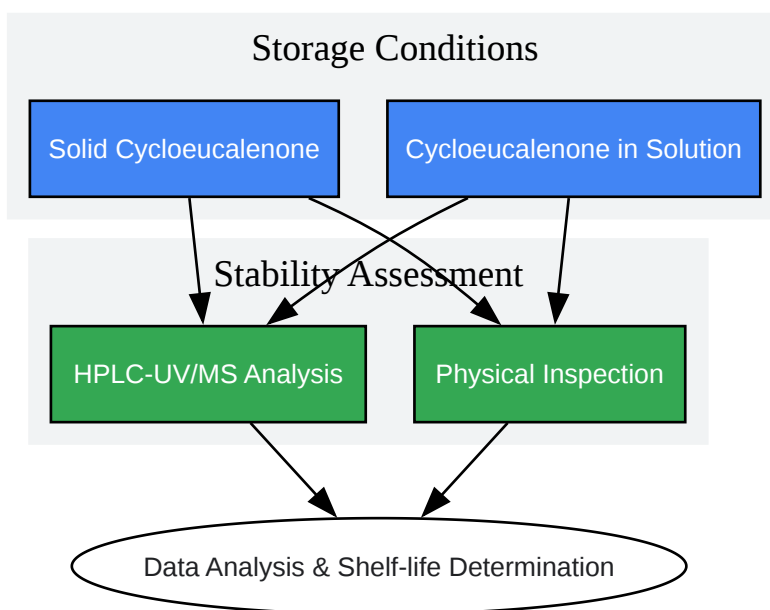 Storage Conditions
Solid Cycloeucalenone
Cycloeucalenone in Solution
Stability Assessment
HPLC-UV/MS Analysis
Physical Inspection
Data Analysis & Shelf-life Determination